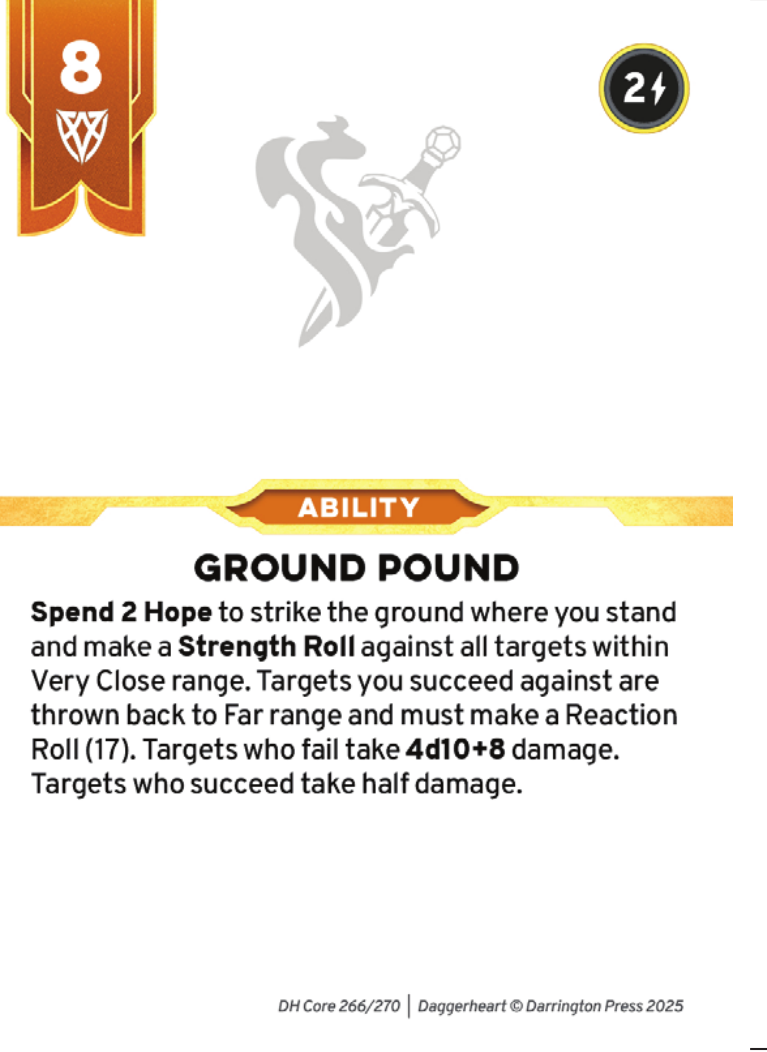 8
2
ABILITY
GROUND POUND
Spend 2 Hope to strike the ground where you stand
and make a Strength Roll against all targets within
Very Close range. Targets you succeed against are
thrown back to Far range and must make a Reaction
Roll (17). Targets who fail take 4d10+8 damage.
Targets who succeed take half damage.
DH Core 266/270 | Daggerheart © Darrington Press 2025